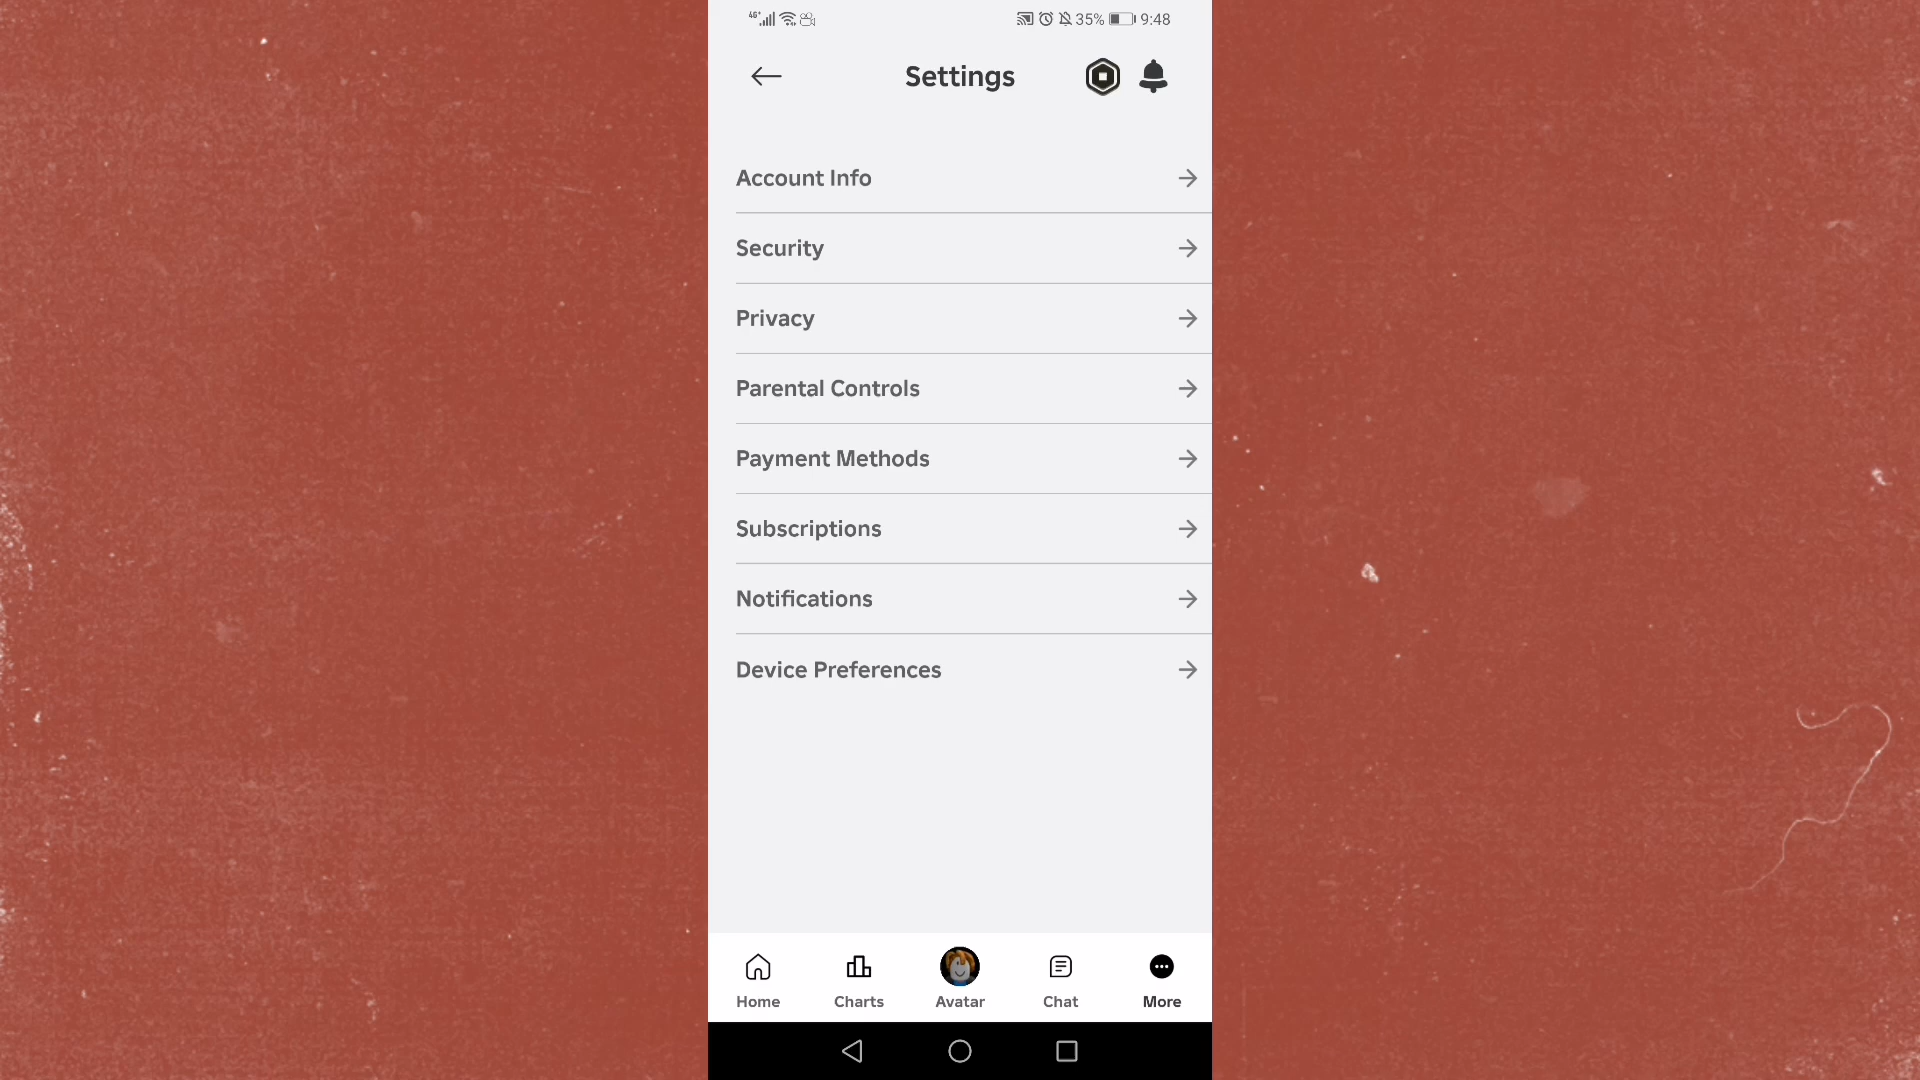 4G+ 35% 9:48
Settings
Account Info
Security
Privacy
Parental Controls
Payment Methods
Subscriptions
Notifications
Device Preferences
Home Charts Avatar Chat More